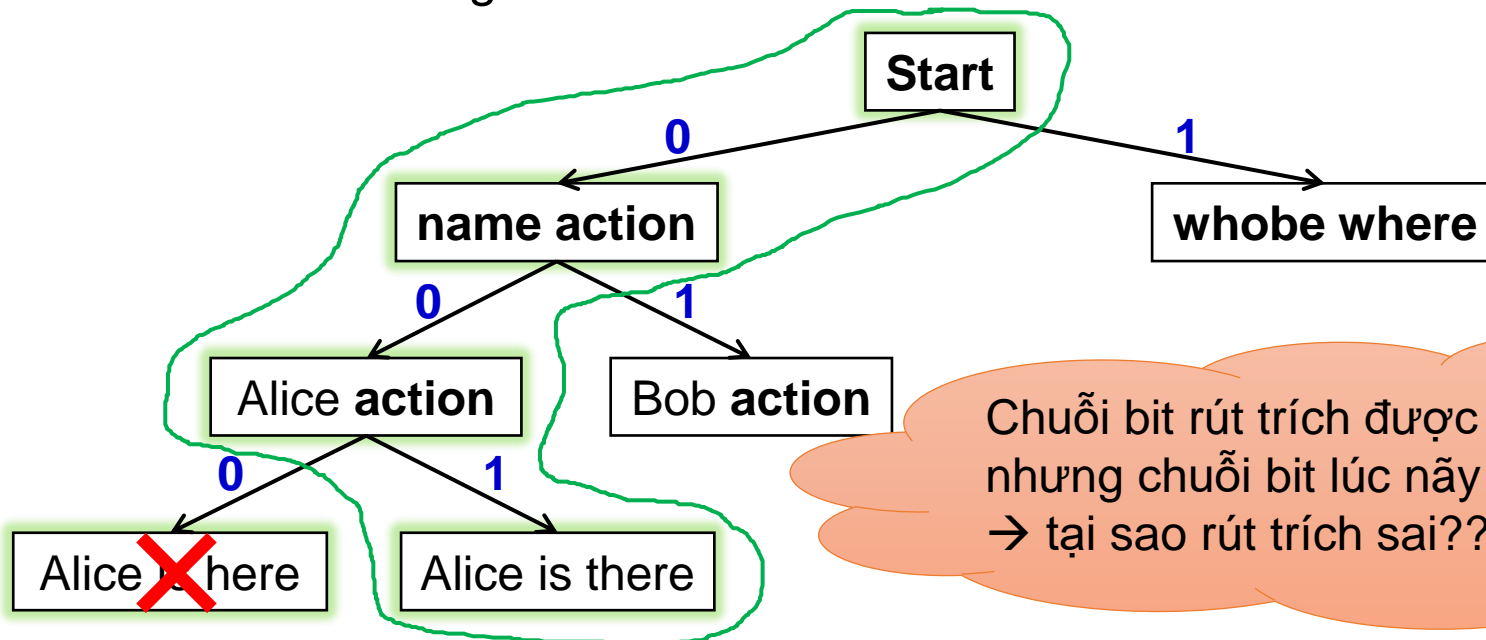 Start
0
1
name action
whobe where
0
1
Alice action
Bob action
Chuỗi bit rút trích được
nhưng chuỗi bit lúc nãy
→ tại sao rút trích sai??
0
1
Alice here
Alice is there